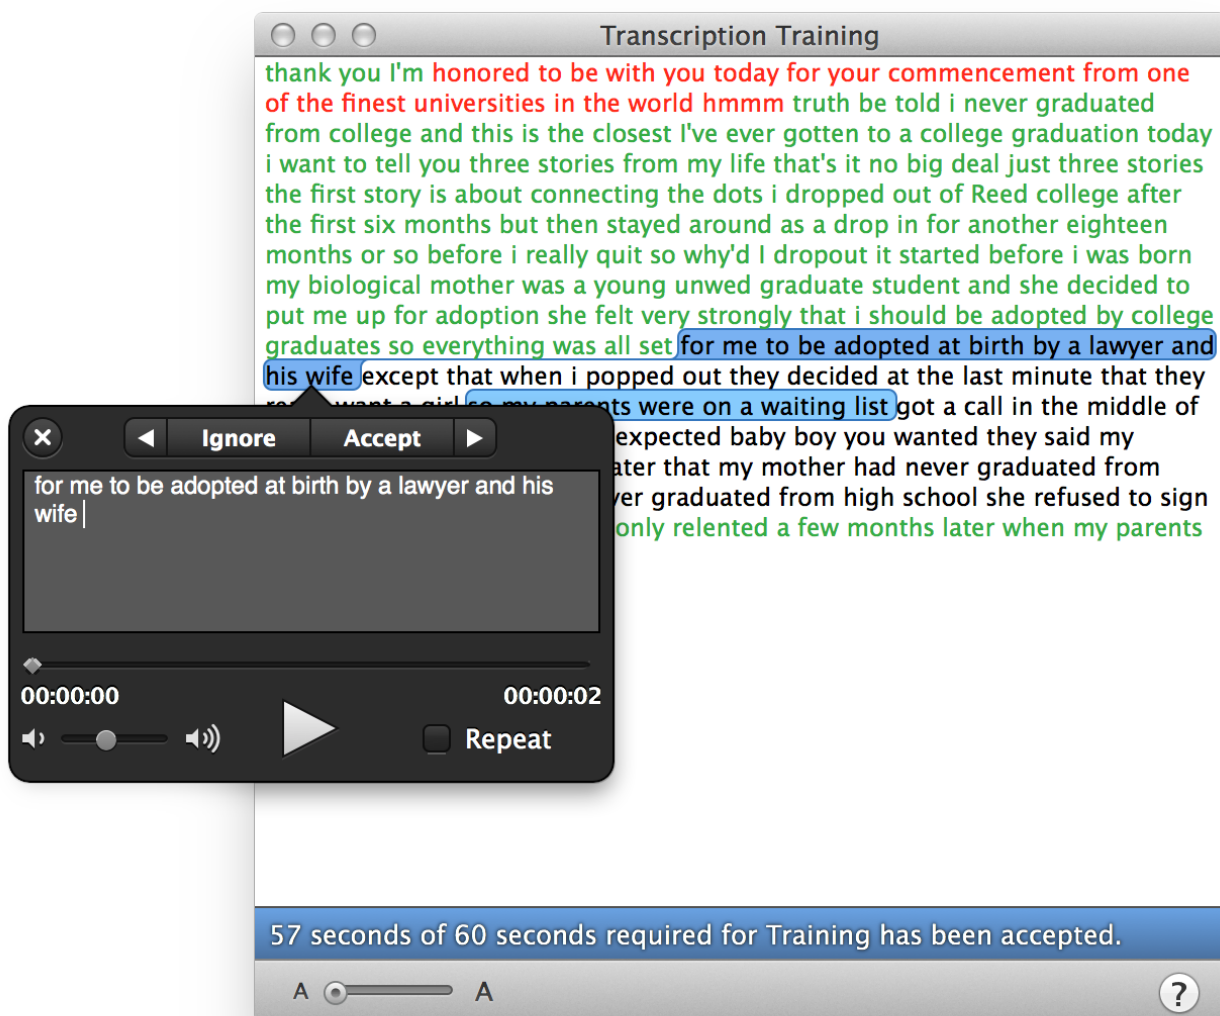 Transcription Training
thank you I'm honored to be with you today for your commencement from one
of the finest universities in the world hmmm truth be told i never graduated
from college and this is the closest I've ever gotten to a college graduation today
i want to tell you three stories from my life that's it no big deal just three stories
the first story is about connecting the dots i dropped out of Reed college after
the first six months but then stayed around as a drop in for another eighteen
months or so before i really quit so why'd I dropout it started before i was born
my biological mother was a young unwed graduate student and she decided to
put me up for adoption she felt very strongly that i should be adopted by college
graduates so everything was all set for me to be adopted at birth by a lawyer and
his wife except that when i popped out they decided at the last minute that they
want a girl so my parents were on a waiting list got a call in the middle of
expected baby boy you wanted they said my
that my mother had never graduated from
graduated from high school she refused to sign
only relented a few months later when my parents
Ignore Accept
for me to be adopted at birth by a lawyer and his
wife
00:00:00 00:00:02
Repeat
57 seconds of 60 seconds required for Training has been accepted.
A A ?